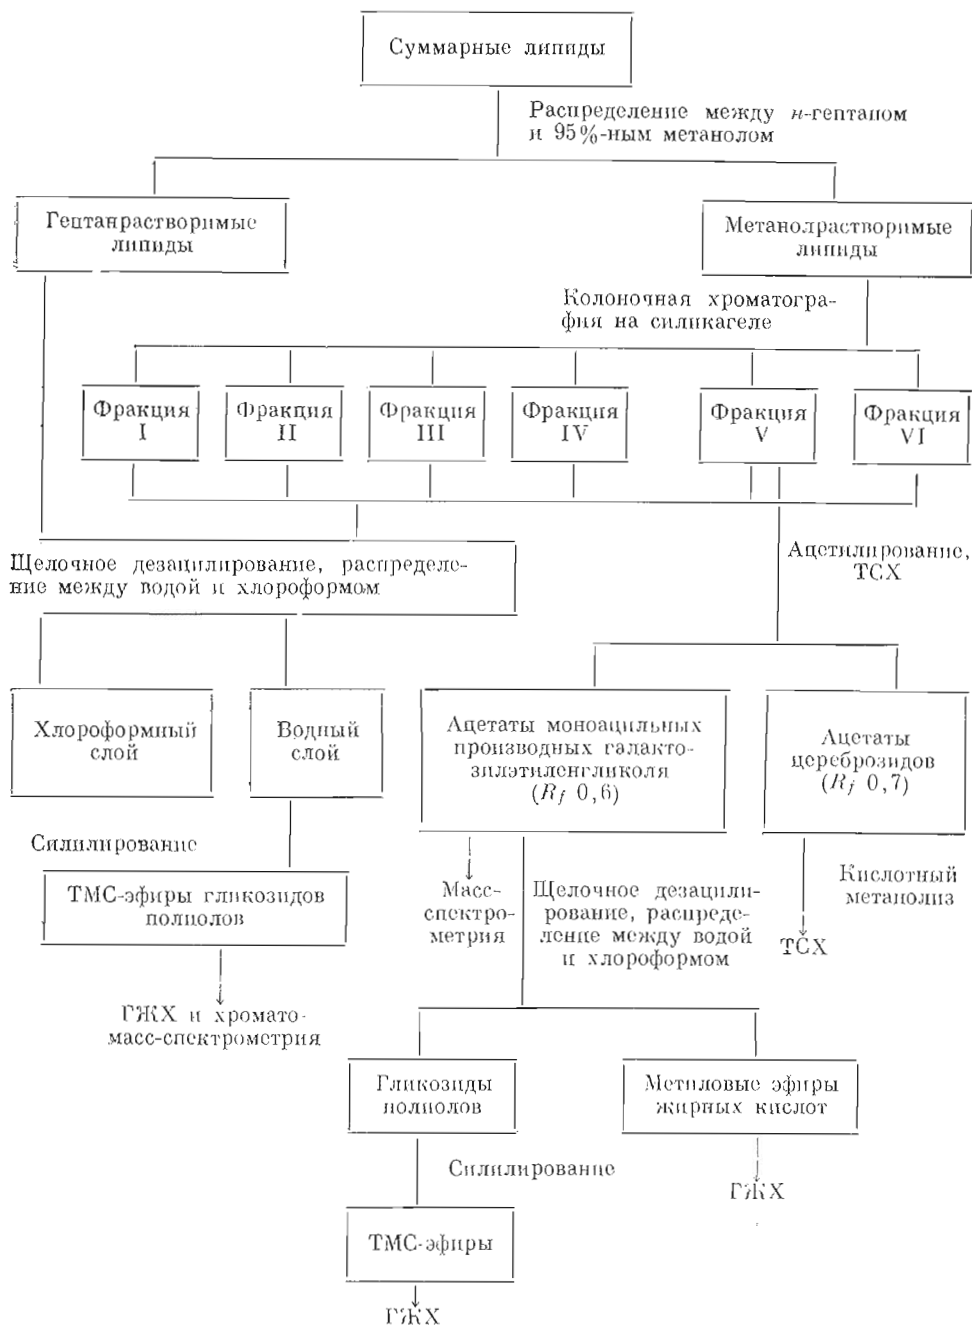 Суммарные липиды
Распределение между н-гептаном
и 95%-ным метанолом
Гептанрастворимые
липиды
Метанолрастворимые
липиды
Колоночная хроматогра-
фия на силикагеле
Фракция
I
Фракция
II
Фракция
III
Фракция
IV
Фракция
V
Фракция
VI
Щелочное дезацилирование, распределе-
ние между водой и хлороформом
Ацетилирование,
ТСХ
Хлороформный
слой
Водный
слой
Ацетаты моноацильных
производных галакто-
зилэтиленгликоля
(Rf 0,6)
Ацетаты
цереброзидов
(Rf 0,7)
Силилирование
ТМС-эфиры гликозидов
полиолов
Масс-
спектро-
метрия
Щелочное дезацили-
рование, распреде-
ление между водой
и хлороформом
Кислотный
метанолиз
ТСХ
ГЖХ и хромато-
масс-спектрометрия
Гликозиды
полиолов
Метиловые эфиры
жирных кислот
Силилирование
ГЖХ
ТМС-эфиры
ГЖХ